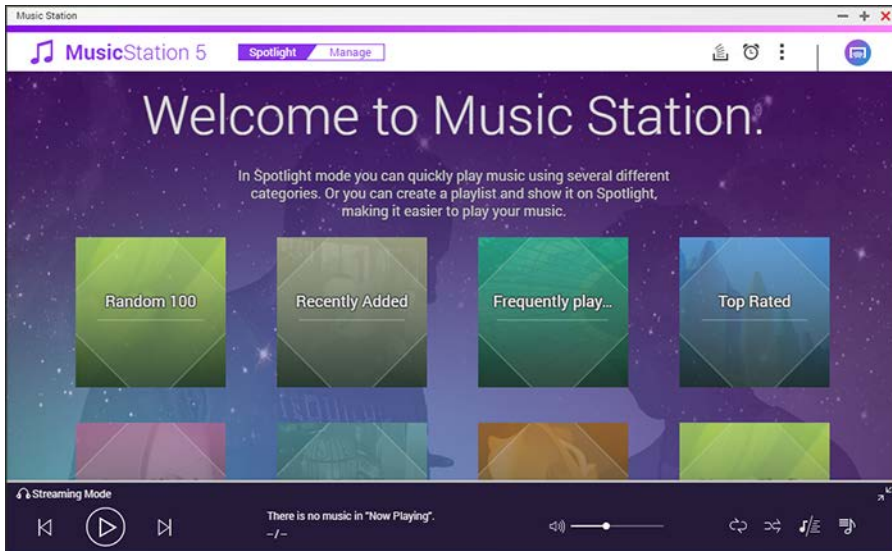 Music Station
MusicStation 5
Spotlight
Manage
Welcome to Music Station.
In Spotlight mode you can quickly play music using several different
categories. Or you can create a playlist and show it on Spotlight,
making it easier to play your music.
Random 100
Recently Added
Frequently play...
Top Rated
Streaming Mode
There is no music in "Now Playing".
--/--